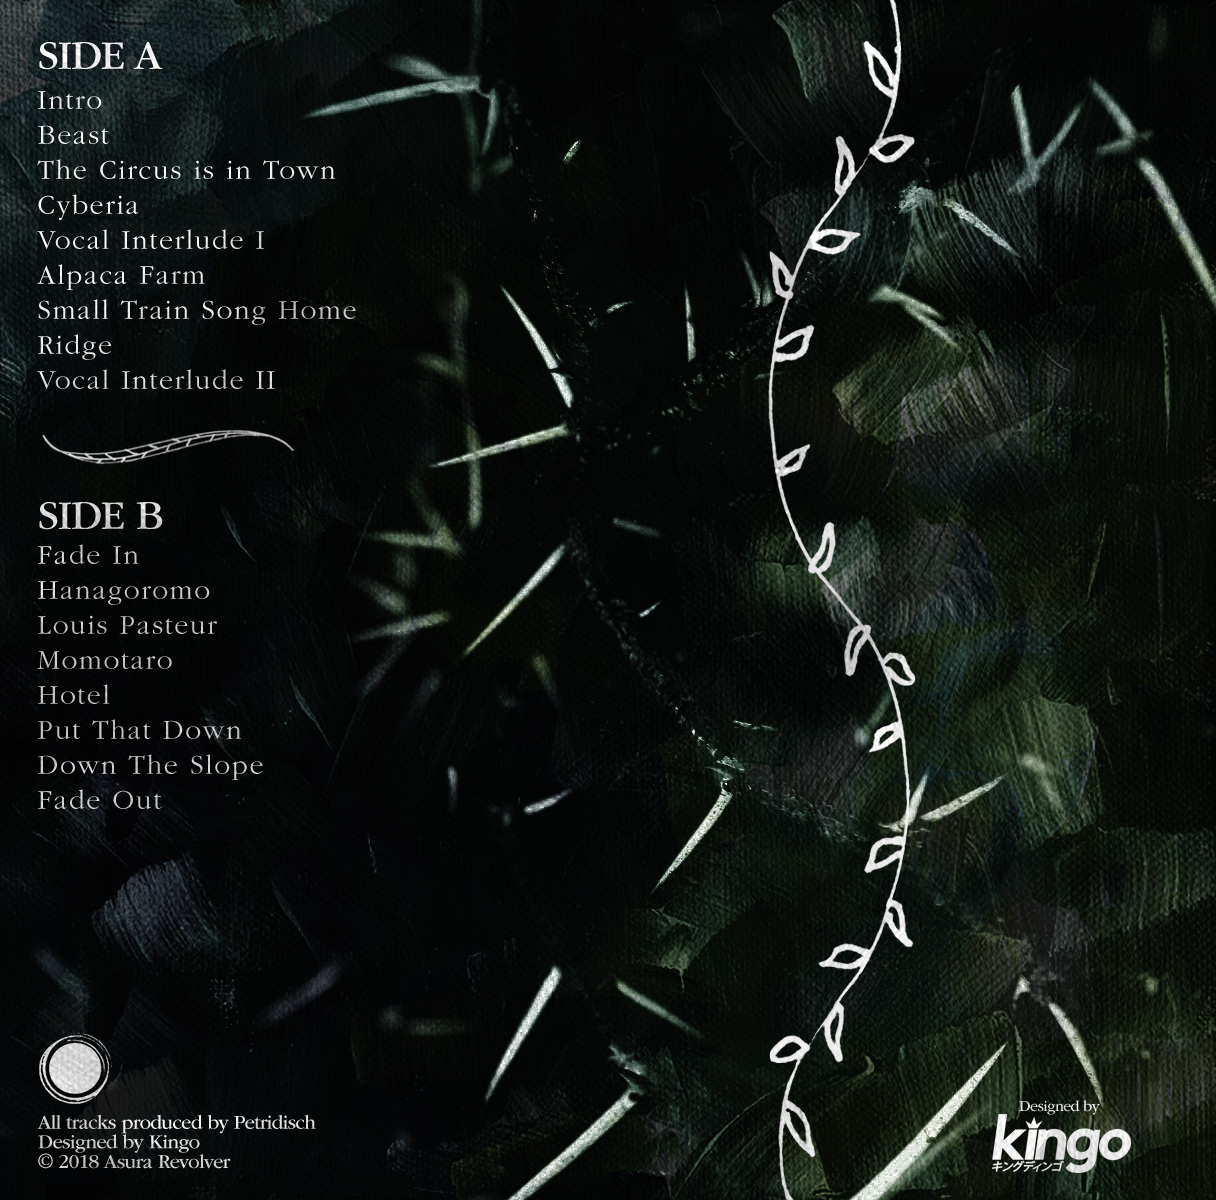 SIDE A
Intro
Beast
The Circus is in Town
Cyberia
Vocal Interlude I
Alpaca Farm
Small Train Song Home
Ridge
Vocal Interlude II
SIDE B
Fade In
Hanagoromo
Louis Pasteur
Momotaro
Hotel
Put That Down
Down The Slope
Fade Out
All tracks produced by Petridisch
Designed by Kingo
© 2018 Asura Revolver
Designed by
kingo
キングディンゴ